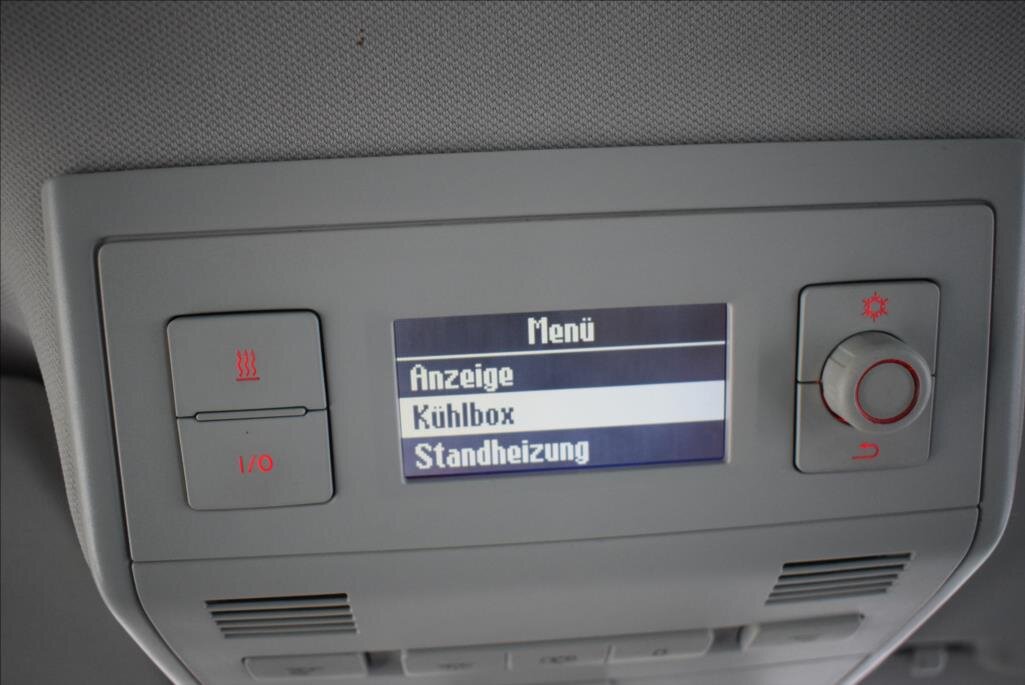 Menü
Anzeige
Kühlbox
Standheizung
I/O